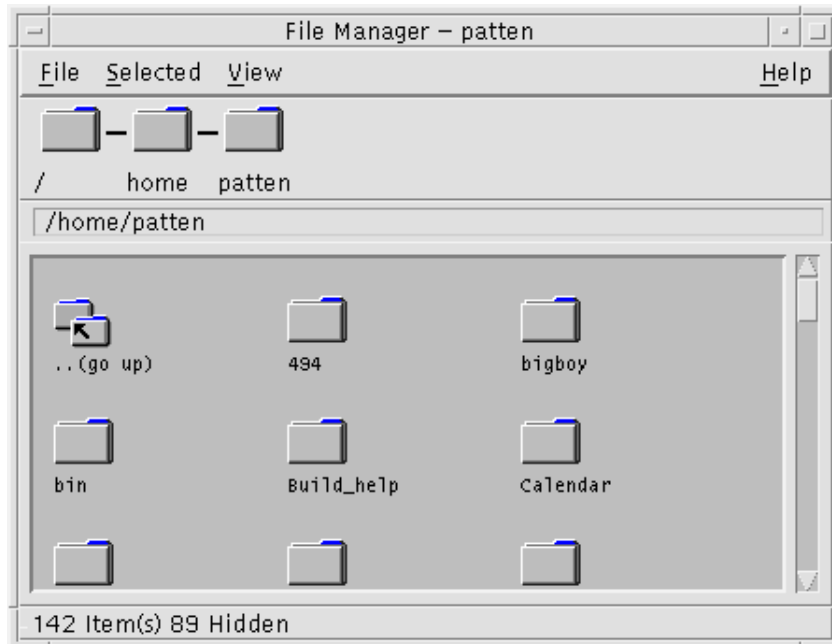 File Manager – patten
File Selected View Help
/ home patten
/home/patten
..(go up) 494 bigboy
bin Build_help Calendar
142 Item(s) 89 Hidden